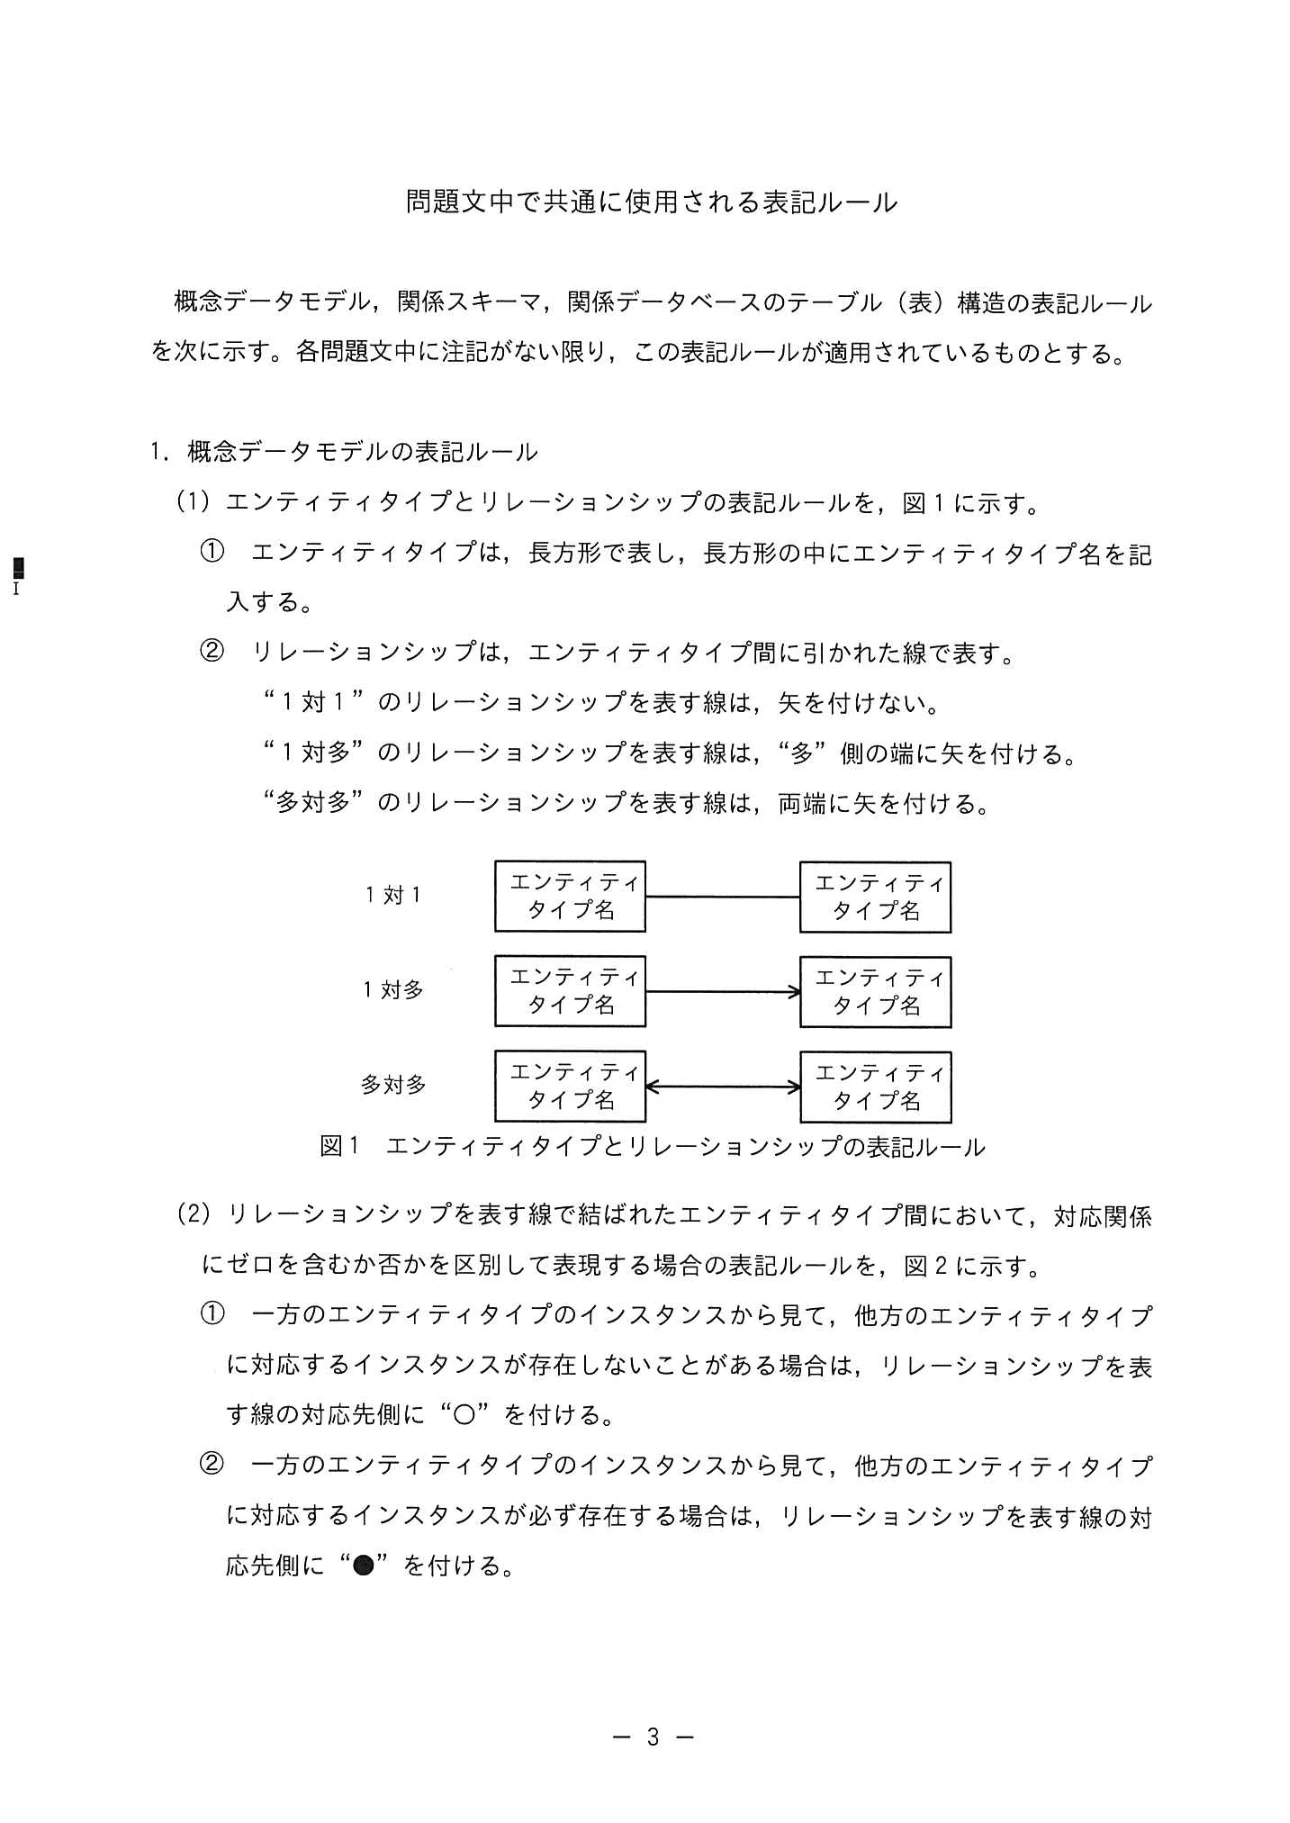 問題文中で共通に使用される表記ルール
概念データモデル，関係スキーマ，関係データベースのテーブル（表）構造の表記ルール
を次に示す。各問題文中に注記がない限り，この表記ルールが適用されているものとする。
1．概念データモデルの表記ルール
(1) エンティティタイプとリレーションシップの表記ルールを，図1に示す。
① エンティティタイプは，長方形で表し，長方形の中にエンティティタイプ名を記
入する。
② リレーションシップは，エンティティタイプ間に引かれた線で表す。
“1対1”のリレーションシップを表す線は，矢を付けない。
“1対多”のリレーションシップを表す線は，“多”側の端に矢を付ける。
“多対多”のリレーションシップを表す線は，両端に矢を付ける。
1対1
エンティティ
タイプ名
エンティティ
タイプ名
1対多
エンティティ
タイプ名
エンティティ
タイプ名
多対多
エンティティ
タイプ名
エンティティ
タイプ名
図1 エンティティタイプとリレーションシップの表記ルール
(2) リレーションシップを表す線で結ばれたエンティティタイプ間において，対応関係
にゼロを含むか否かを区別して表現する場合の表記ルールを，図2に示す。
① 一方のエンティティタイプのインスタンスから見て，他方のエンティティタイプ
に対応するインスタンスが存在しないことがある場合は，リレーションシップを表
す線の対応先側に“○”を付ける。
② 一方のエンティティタイプのインスタンスから見て，他方のエンティティタイプ
に対応するインスタンスが必ず存在する場合は，リレーションシップを表す線の対
応先側に“●”を付ける。
－ 3 －